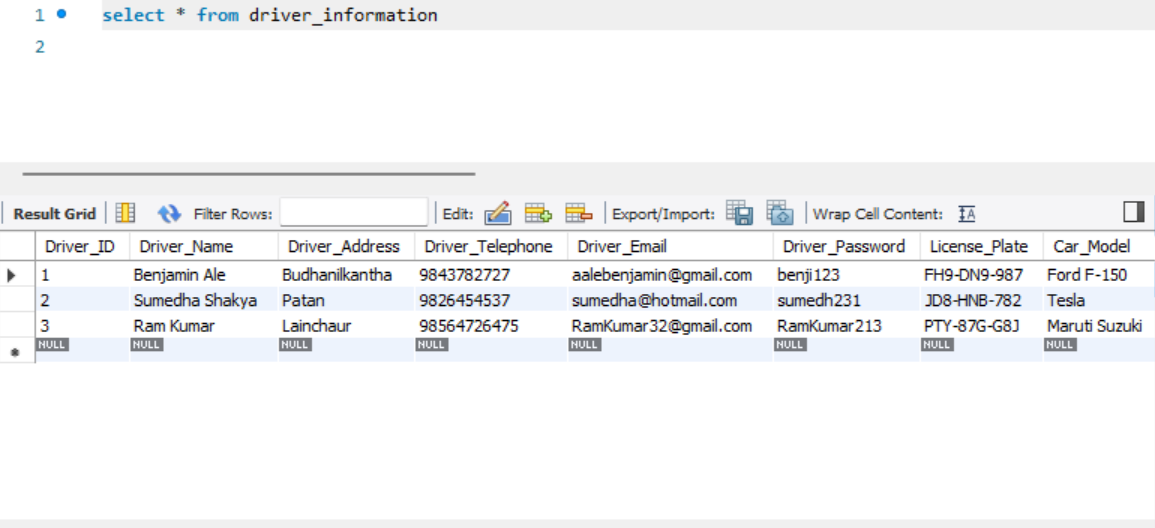 1 select * from driver_information
2
Result Grid Filter Rows: Edit: Export/Import: Wrap Cell Content: IA
Driver_ID Driver_Name Driver_Address Driver_Telephone Driver_Email Driver_Password License_Plate Car_Model
1 Benjamin Ale Budhanilkantha 9843782727 aalebenjamin@gmail.com benji123 FH9-DN9-987 Ford F-150
2 Sumedha Shakya Patan 9826454537 sumedha@hotmail.com sumedh231 JD8-HNB-782 Tesla
3 Ram Kumar Lainchaur 98564726475 RamKumar32@gmail.com RamKumar213 PTY-87G-G8J Maruti Suzuki
NULL NULL NULL NULL NULL NULL NULL NULL